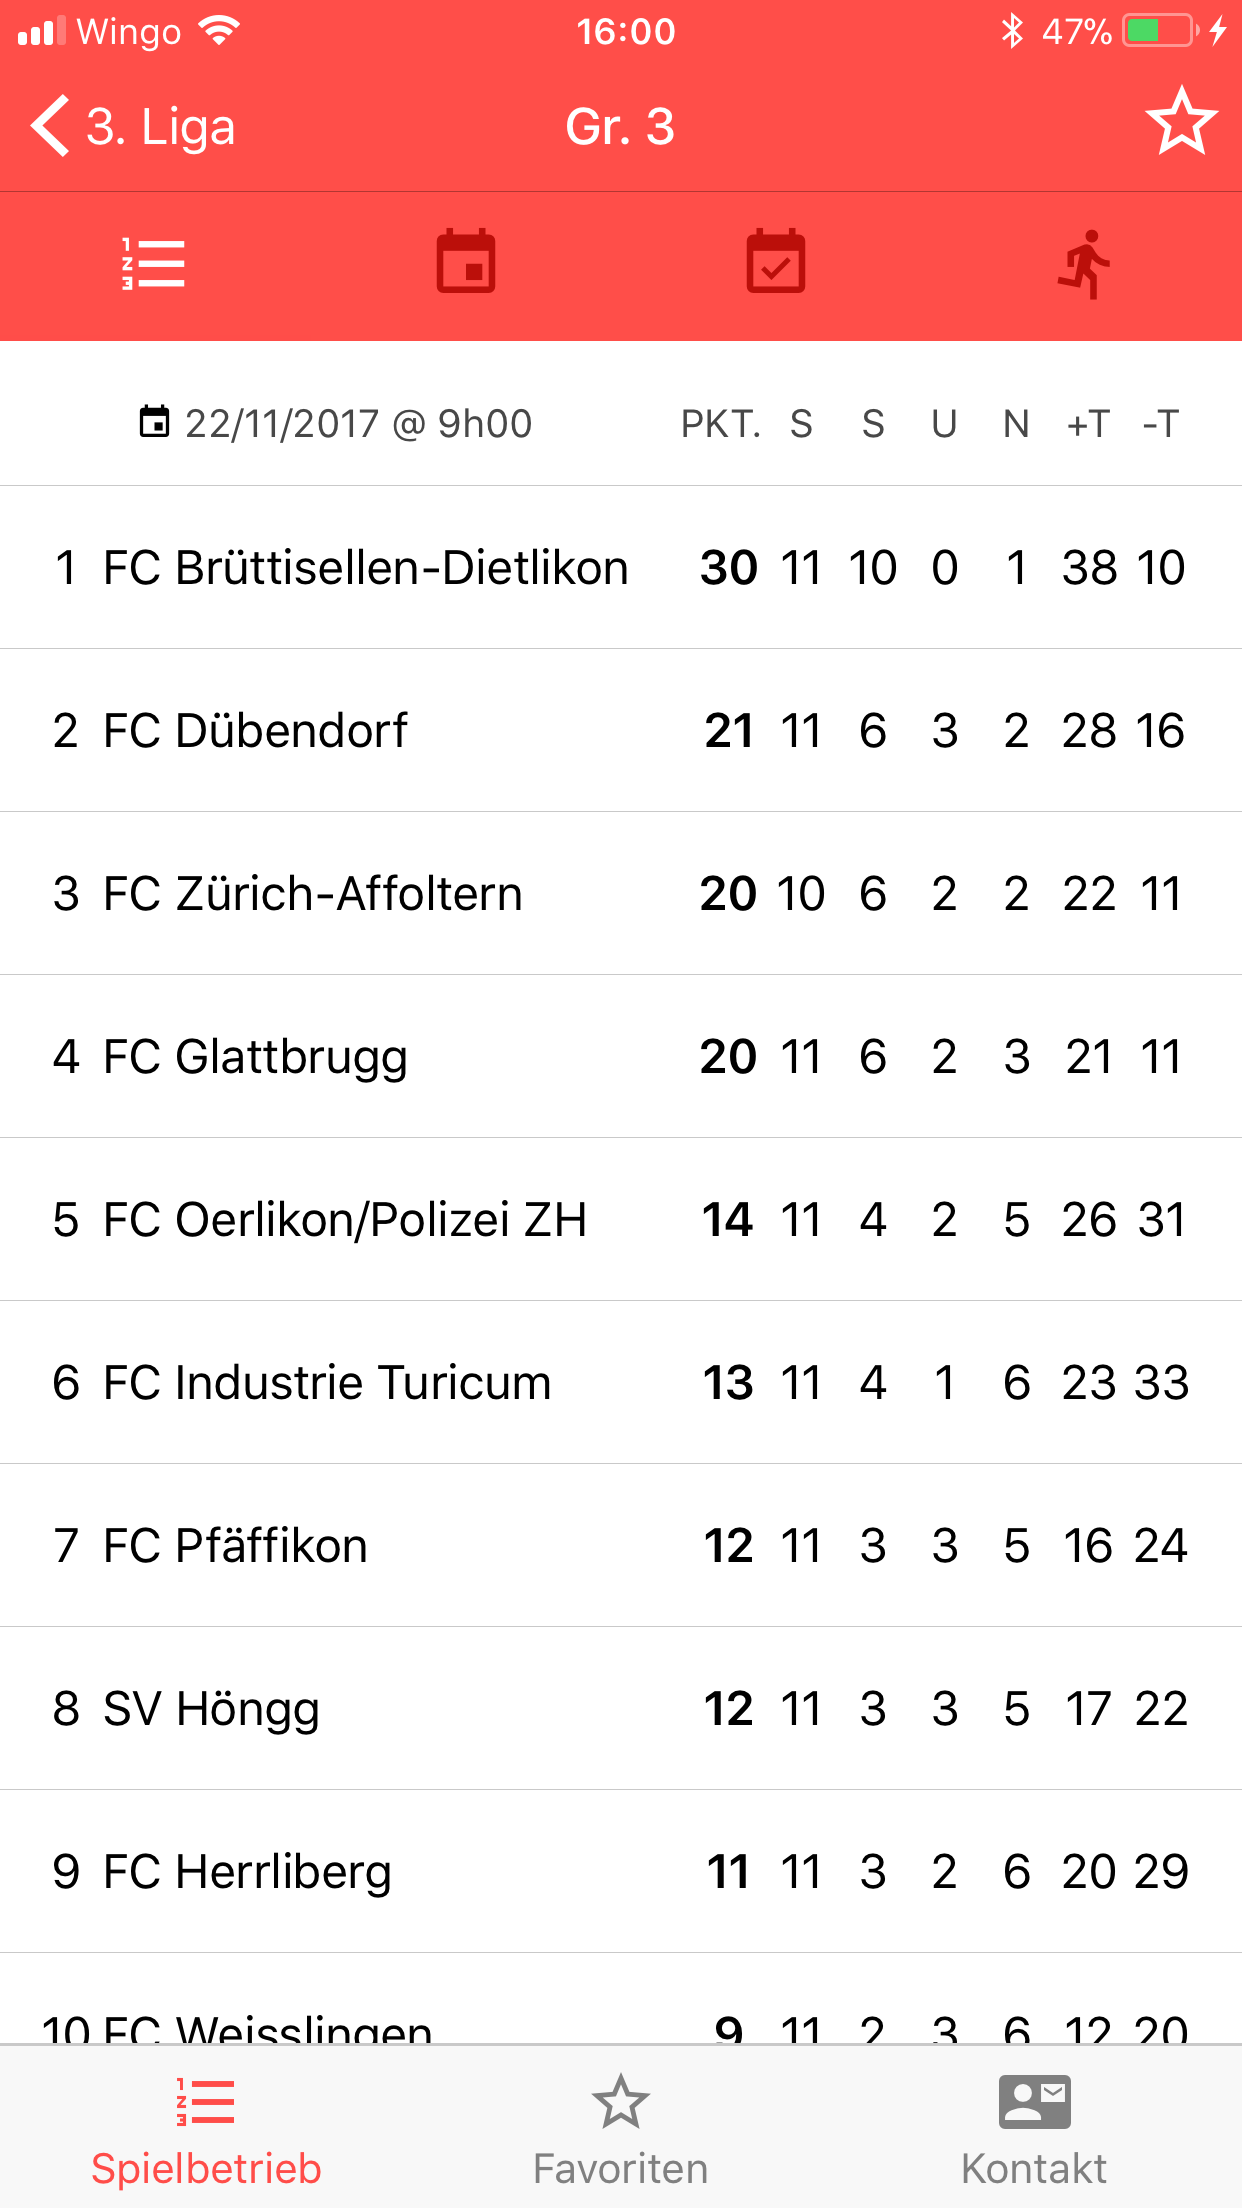 Wingo 16:00 47%
3. Liga Gr. 3
22/11/2017 @ 9h00 PKT. S S U N +T -T
1 FC Brüttisellen-Dietlikon 30 11 10 0 1 38 10
2 FC Dübendorf 21 11 6 3 2 28 16
3 FC Zürich-Affoltern 20 10 6 2 2 22 11
4 FC Glattbrugg 20 11 6 2 3 21 11
5 FC Oerlikon/Polizei ZH 14 11 4 2 5 26 31
6 FC Industrie Turicum 13 11 4 1 6 23 33
7 FC Pfäffikon 12 11 3 3 5 16 24
8 SV Höngg 12 11 3 3 5 17 22
9 FC Herrliberg 11 11 3 2 6 20 29
10 FC Weisslingen 9 11 2 3 6 12 20
Spielbetrieb Favoriten Kontakt